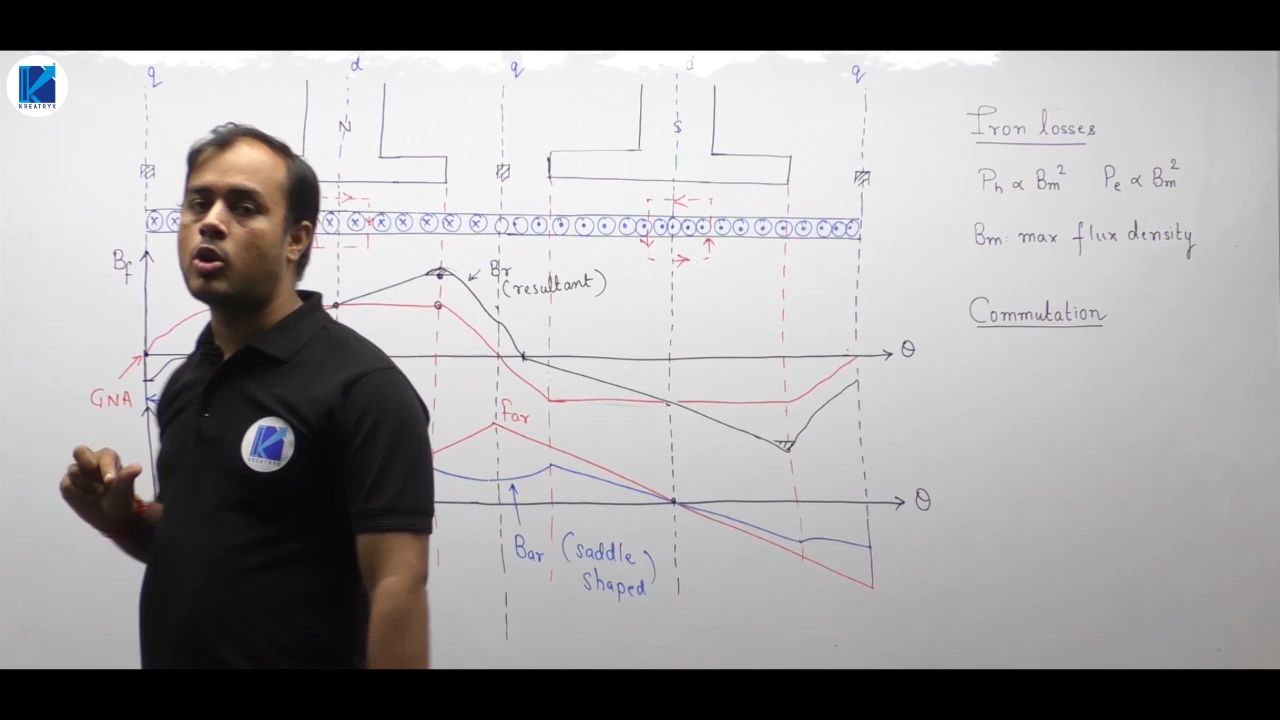 KREATRYX
q d q d q
N S
Bf
Br
(resultant)
θ
GNA
Far
θ
Bar (saddle shaped)
Iron losses
Ph ∝ Bm² Pe ∝ Bm²
Bm: max flux density
Commutation
KREATRYX